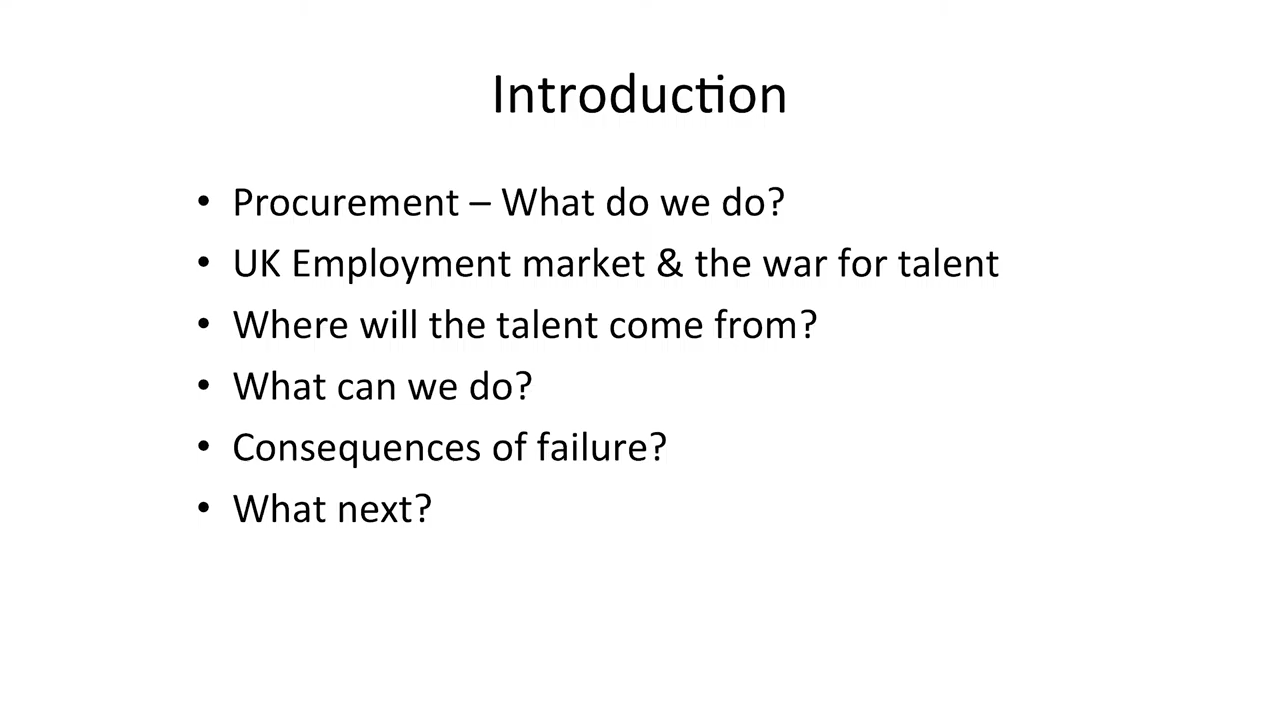 Introduction
• Procurement – What do we do?
• UK Employment market & the war for talent
• Where will the talent come from?
• What can we do?
• Consequences of failure?
• What next?